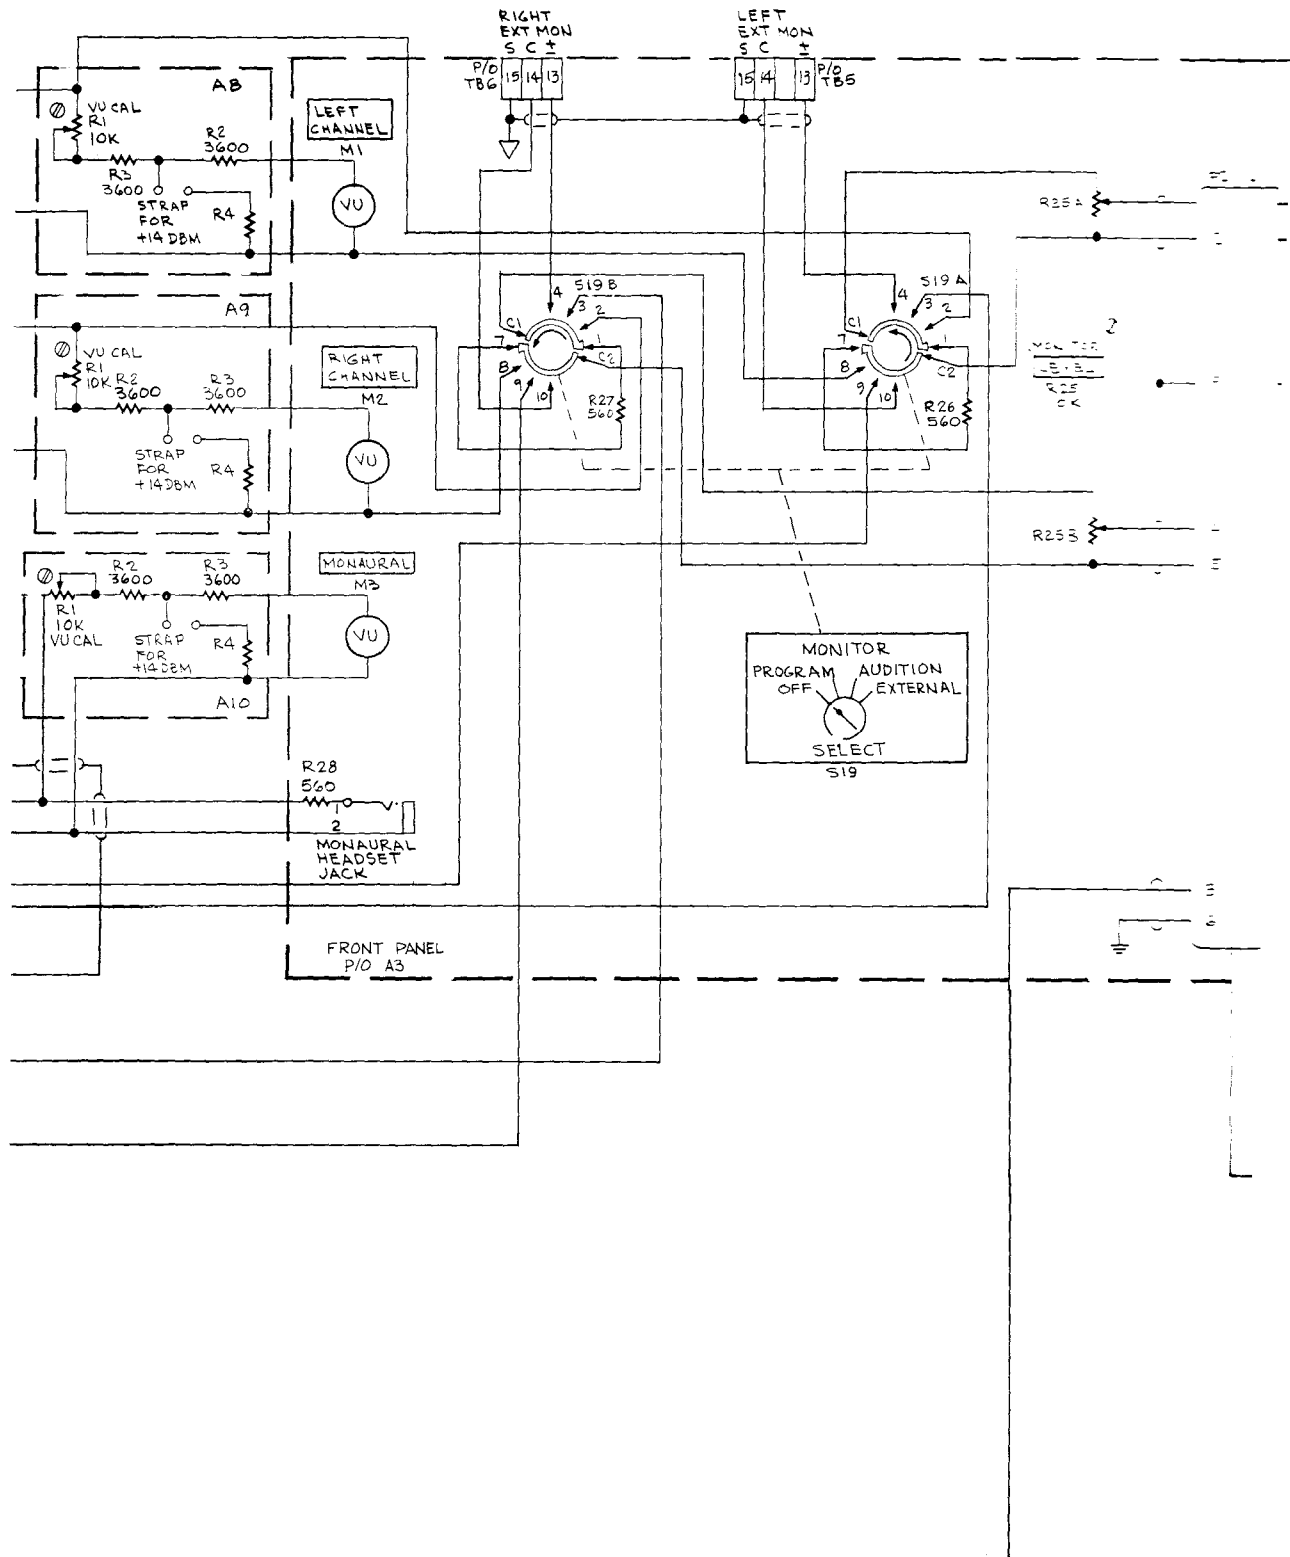 RIGHT
EXT MON
S C ±
P/O
TB6
15 14 13
LEFT
EXT MON
S C ±
15 14 13
P/O
TB5
A8
VU CAL
R1
10K
R2
3600
R3
3600
STRAP
FOR
+14 DBM
R4
LEFT
CHANNEL
M1
VU
R25A
S19B
4
3
2
1
C1
7
C2
8
9
10
R27
560
S19A
4
3
2
1
C1
7
C2
8
9
10
R26
560
A9
VU CAL
R1
10K
R2
3600
R3
3600
STRAP
FOR
+14 DBM
R4
RIGHT
CHANNEL
M2
VU
2
R25
R25B
A10
R1
10K
VU CAL
R2
3600
R3
3600
STRAP
FOR
+14 DBM
R4
MONAURAL
M3
VU
MONITOR
PROGRAM AUDITION
OFF EXTERNAL
SELECT
S19
R28
560
1
2
MONAURAL
HEADSET
JACK
FRONT PANEL
P/O A3